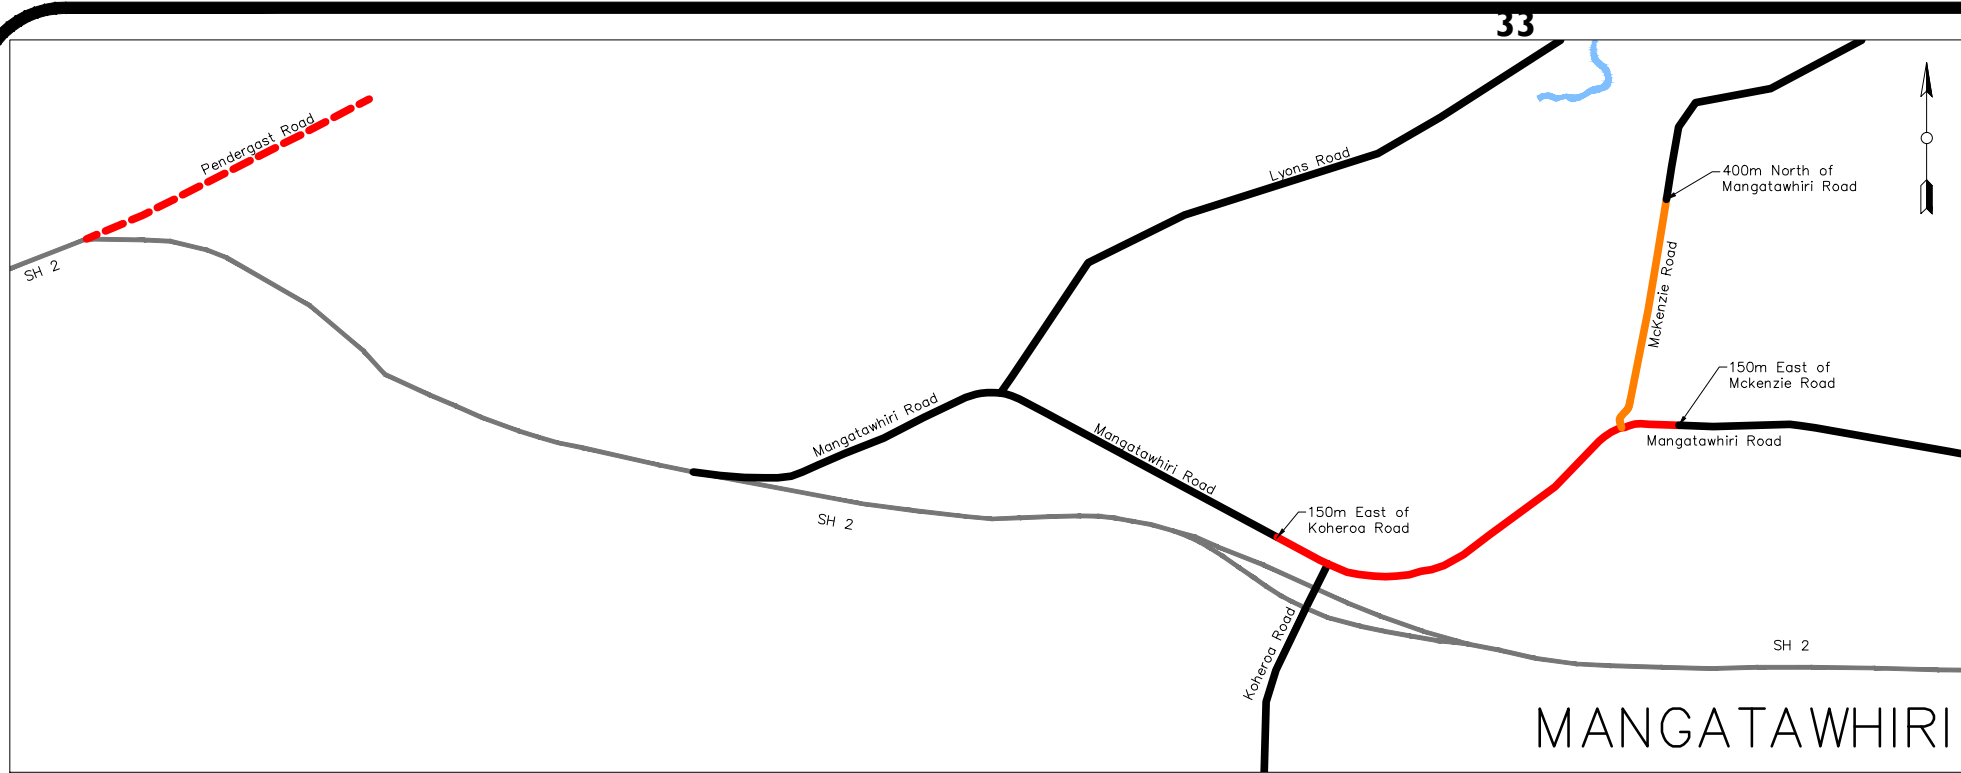 33
Pendergast Road
Lyons Road
400m North of
Mangatawhiri Road
SH 2
McKenzie Road
150m East of
Mckenzie Road
Mangatawhiri Road
Mangatawhiri Road
Mangatawhiri Road
150m East of
Koheroa Road
SH 2
Koheroa Road
SH 2
MANGATAWHIRI